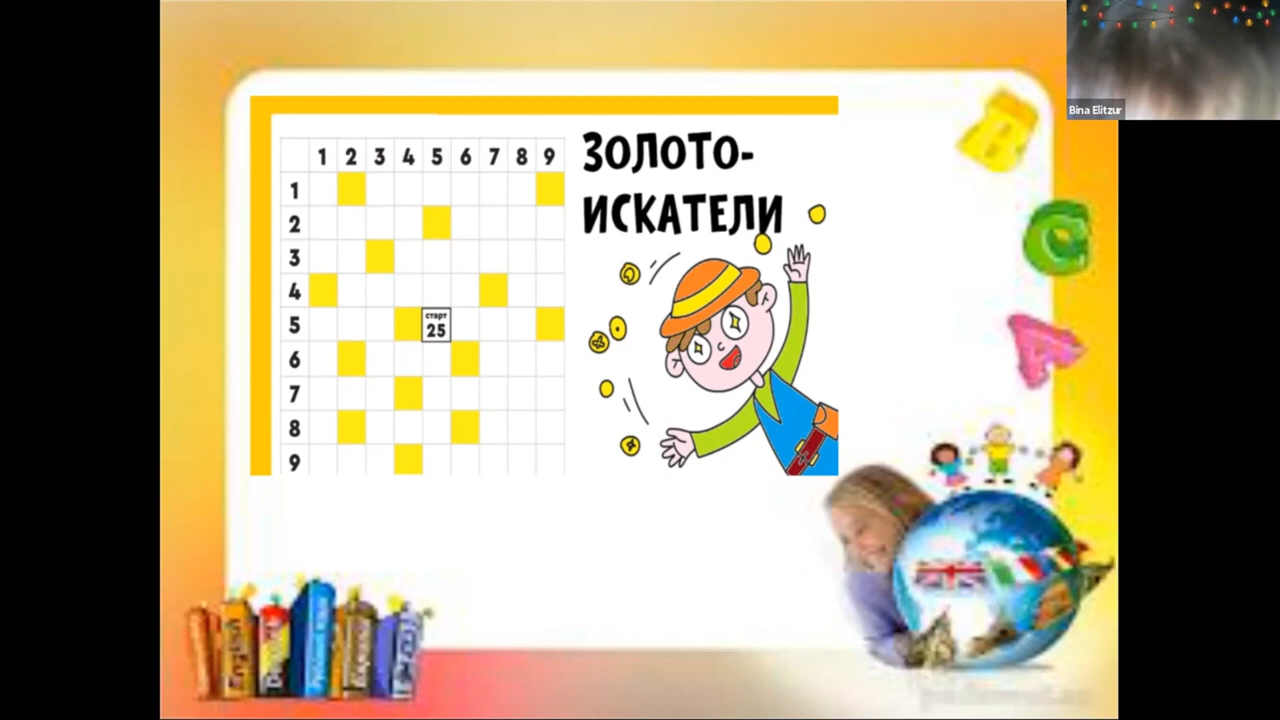 Bina Elitzur
ЗОЛОТО-
ИСКАТЕЛИ
1 2 3 4 5 6 7 8 9
1
2
3
4
5 старт
25
6
7
8
9
B
C
A
English